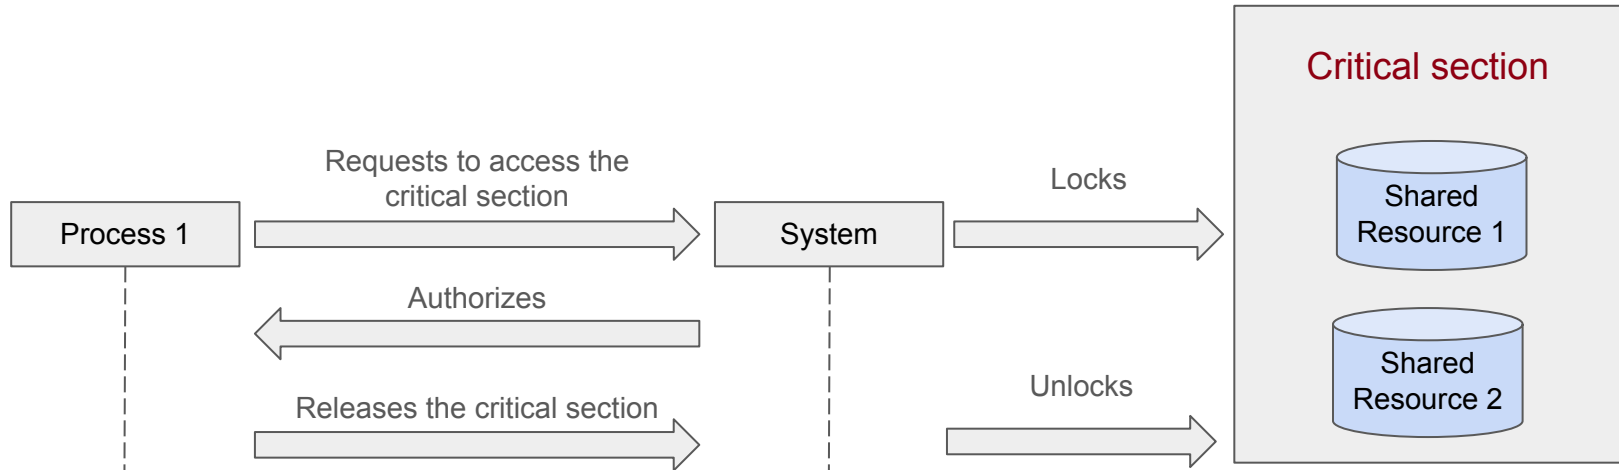 Critical section
Requests to access the
critical section
Locks
Process 1
System
Shared
Resource 1
Authorizes
Shared
Resource 2
Unlocks
Releases the critical section